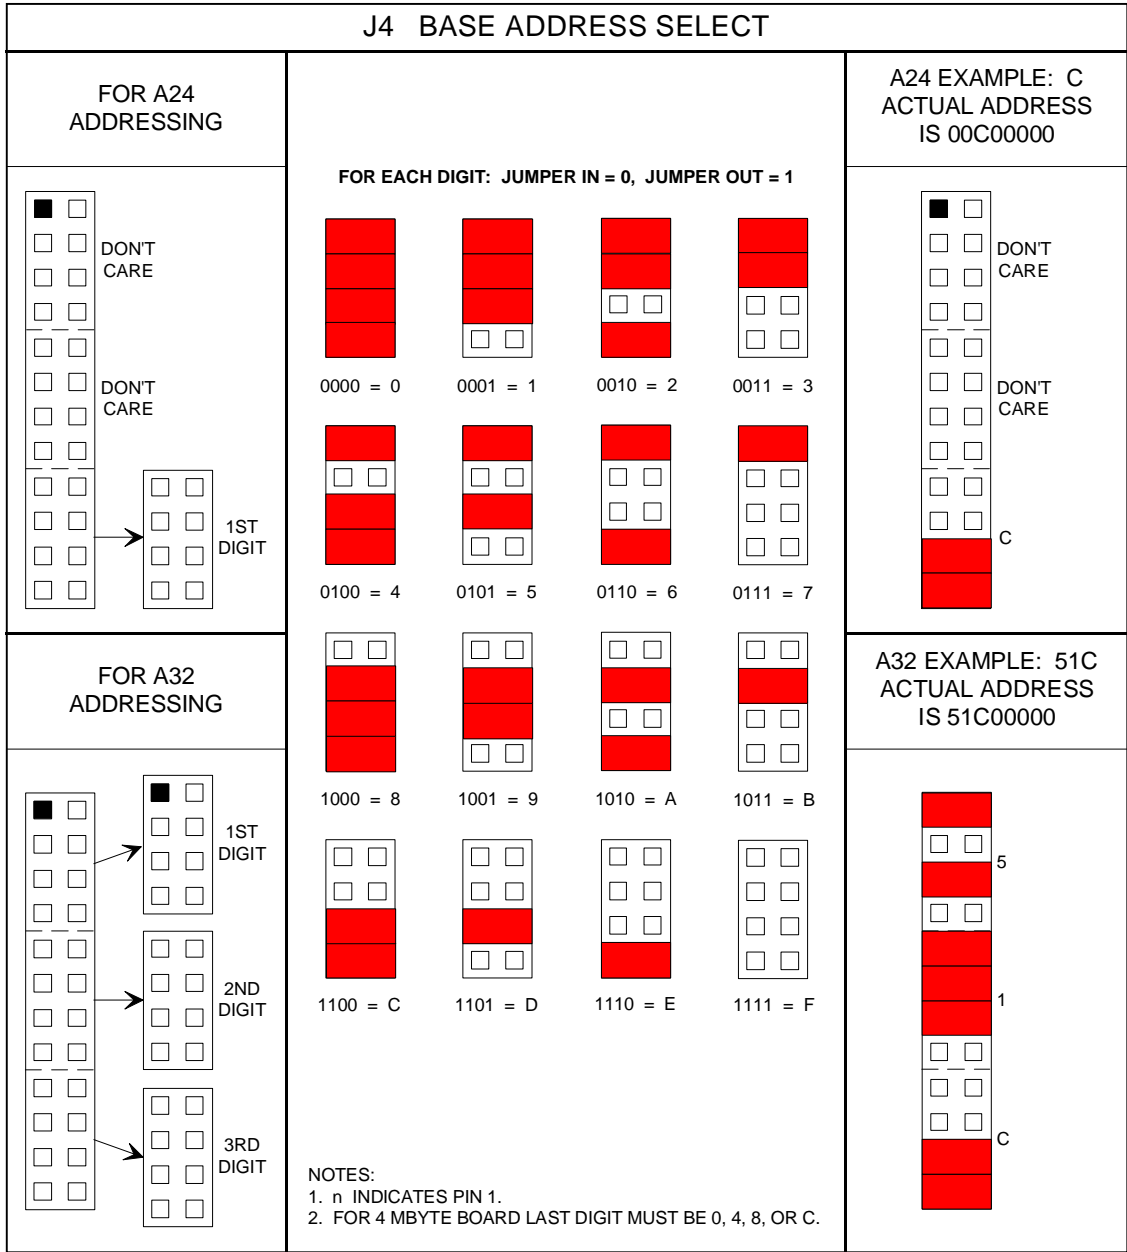 J4 BASE ADDRESS SELECT
FOR A24
ADDRESSING
DON'T
CARE
DON'T
CARE
1ST
DIGIT
FOR A32
ADDRESSING
1ST
DIGIT
2ND
DIGIT
3RD
DIGIT
FOR EACH DIGIT: JUMPER IN = 0, JUMPER OUT = 1
0000 = 0
0001 = 1
0010 = 2
0011 = 3
0100 = 4
0101 = 5
0110 = 6
0111 = 7
1000 = 8
1001 = 9
1010 = A
1011 = B
1100 = C
1101 = D
1110 = E
1111 = F
NOTES:
1. n INDICATES PIN 1.
2. FOR 4 MBYTE BOARD LAST DIGIT MUST BE 0, 4, 8, OR C.
A24 EXAMPLE: C
ACTUAL ADDRESS
IS 00C00000
DON'T
CARE
DON'T
CARE
C
A32 EXAMPLE: 51C
ACTUAL ADDRESS
IS 51C00000
5
1
C